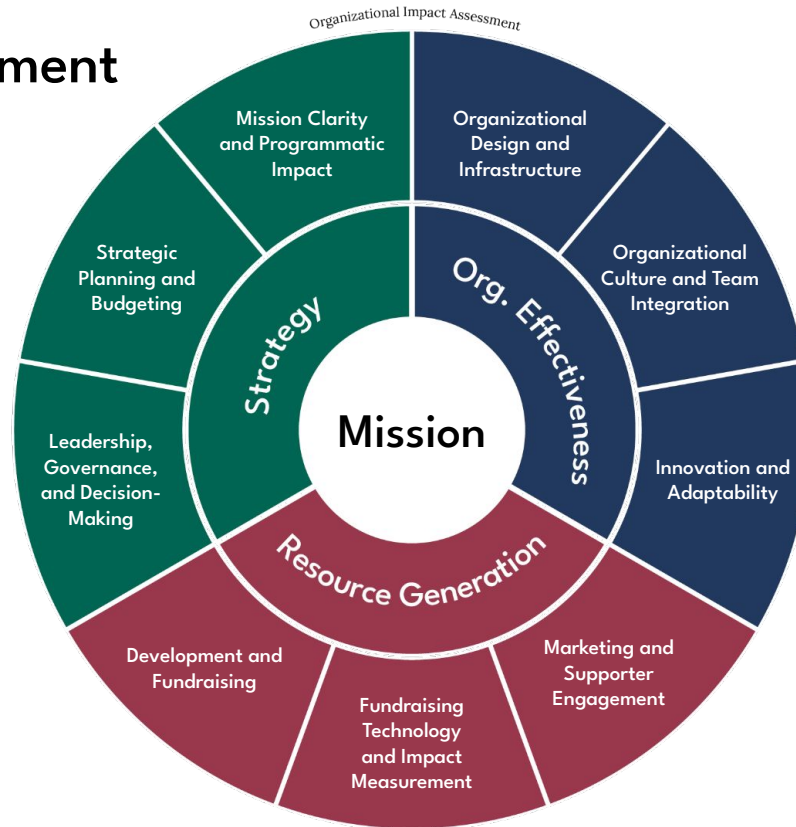 Organizational Impact Assessment
ment
Mission Clarity
and Programmatic
Impact
Organizational
Design and
Infrastructure
Strategic
Planning and
Budgeting
Organizational
Culture and Team
Integration
Strategy
Org. Effectiveness
Mission
Leadership,
Governance,
and Decision-
Making
Innovation and
Adaptability
Resource Generation
Development and
Fundraising
Fundraising
Technology
and Impact
Measurement
Marketing and
Supporter
Engagement